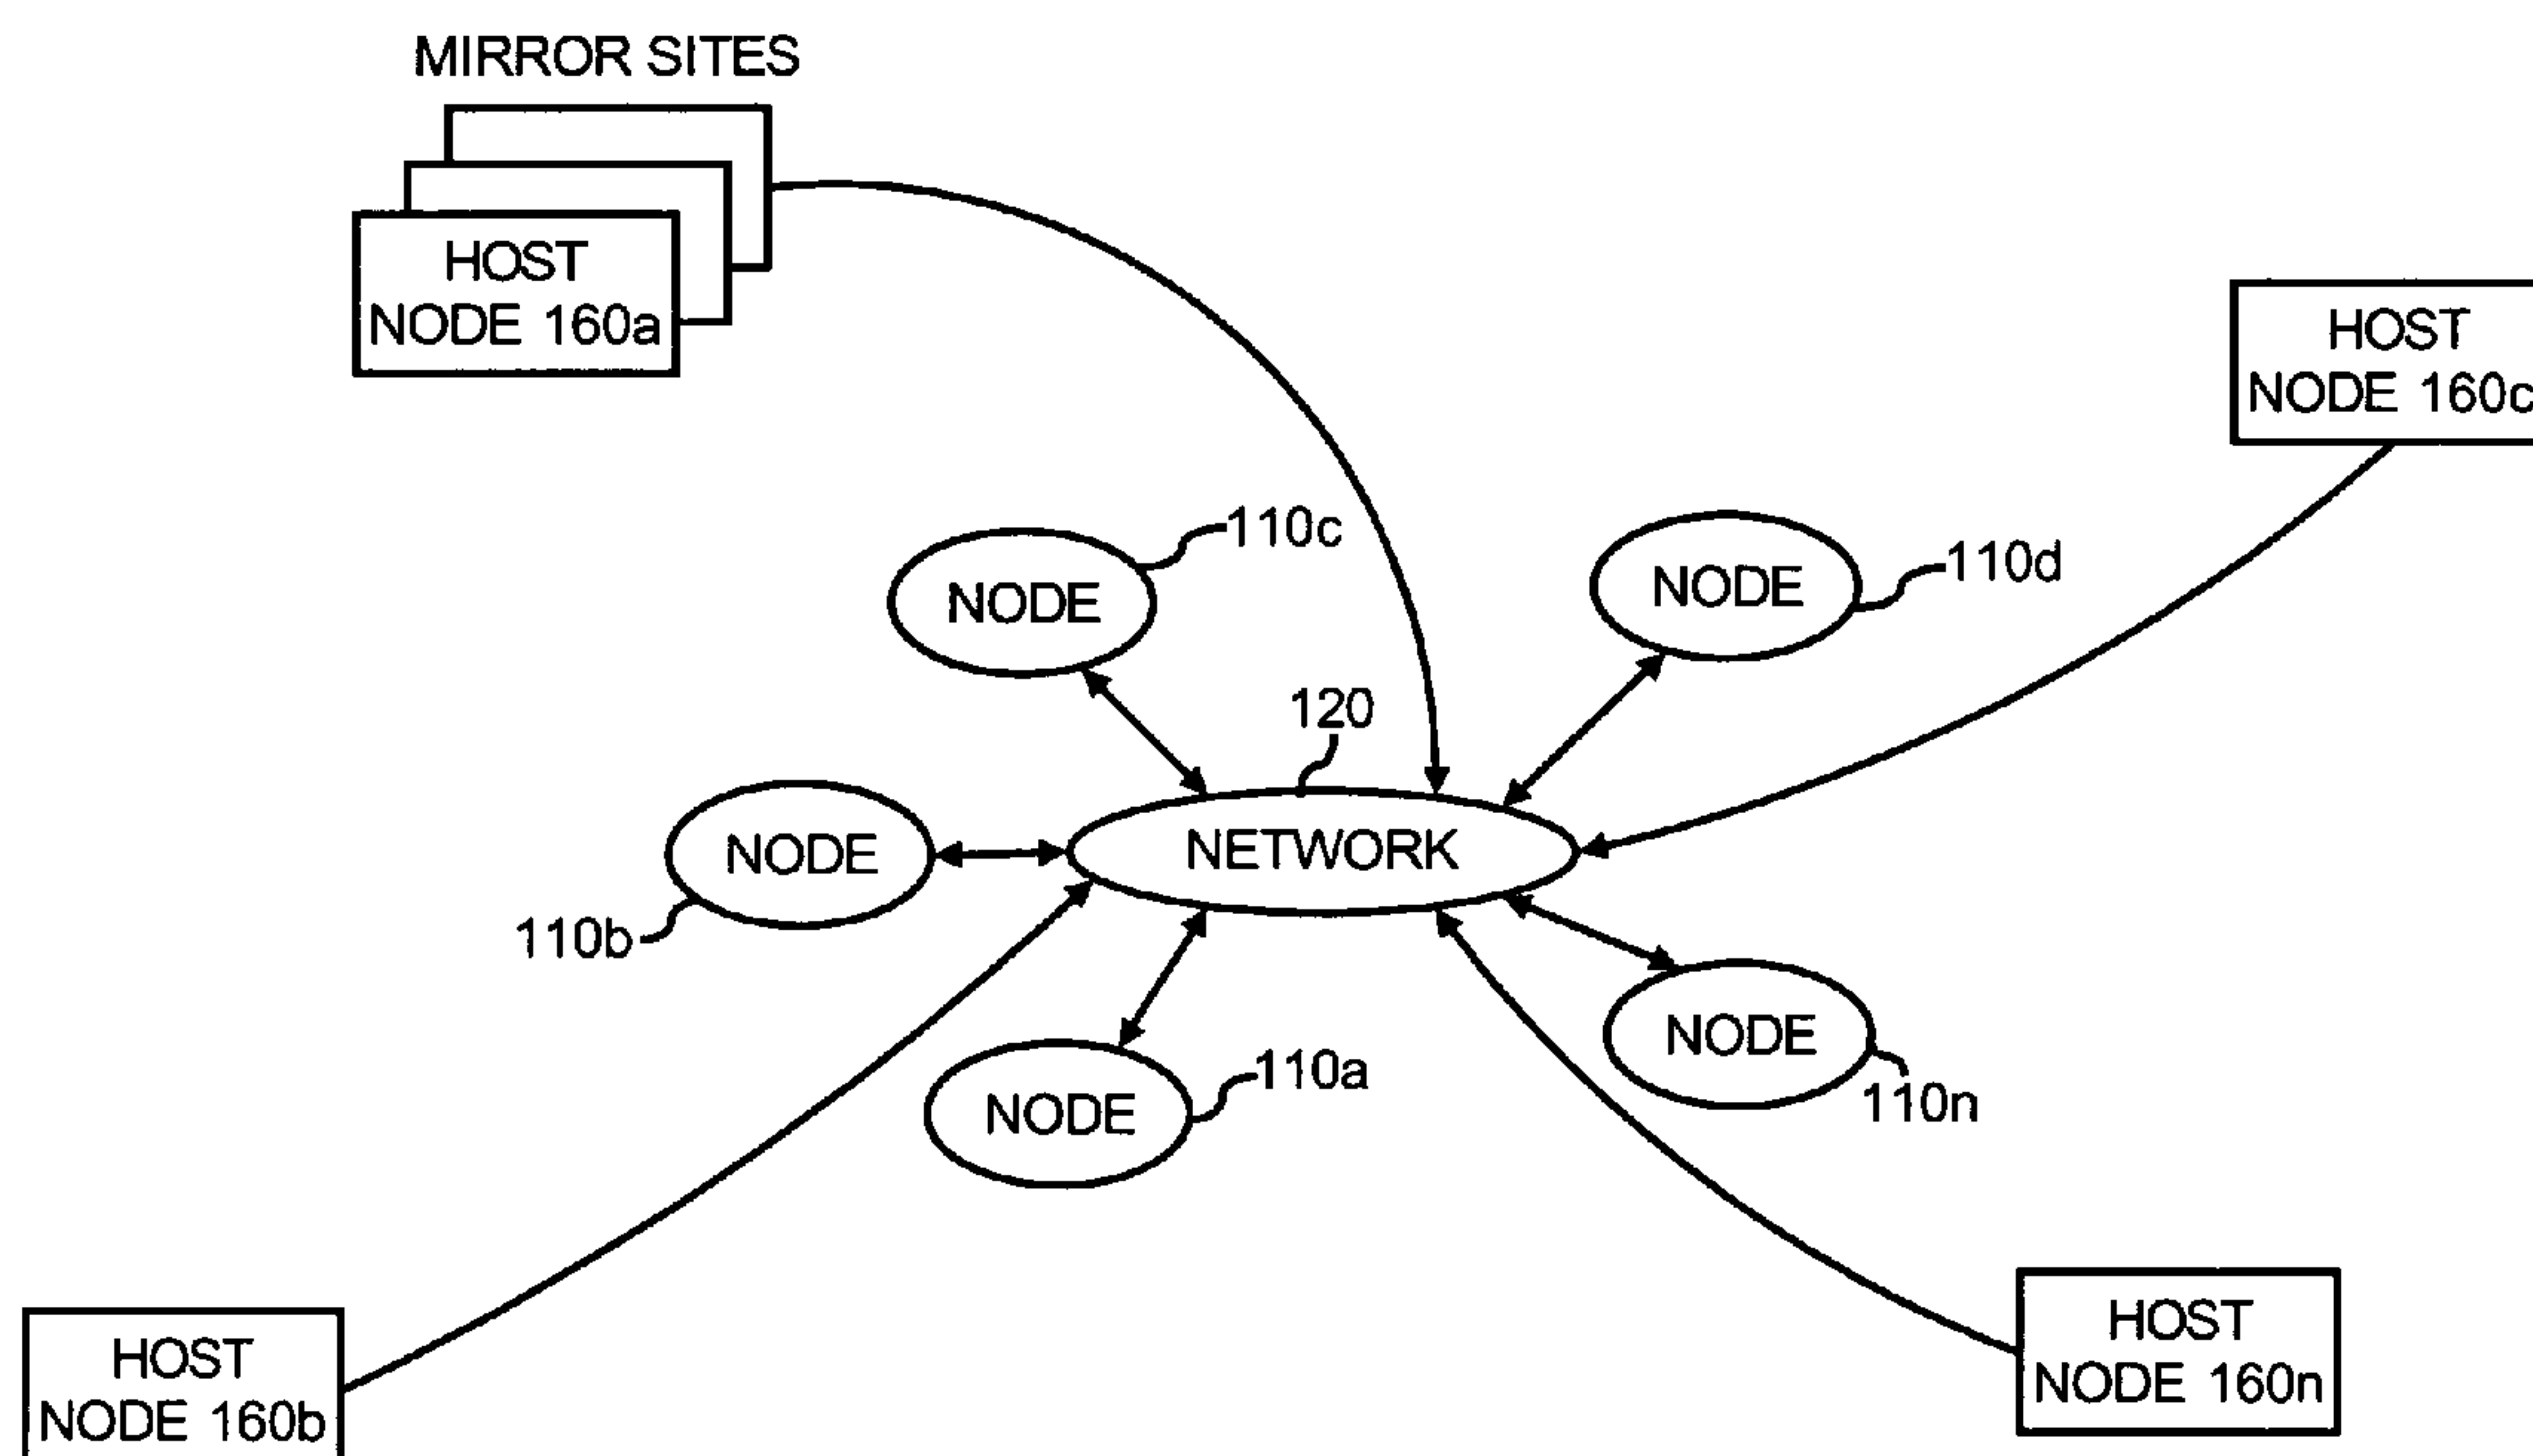 MIRROR SITES
HOST
NODE 160a
HOST
NODE 160c
110c
NODE
110d
NODE
120
NETWORK
NODE
110b
NODE
110a
NODE
110n
HOST
NODE 160b
HOST
NODE 160n